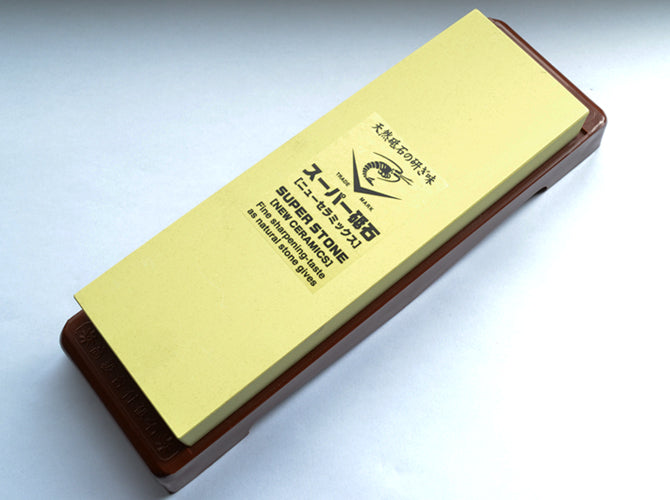 天然砥石の研ぎ味
TRADE MARK
スーパー砥石
[ニューセラミックス]
SUPER STONE
[NEW CERAMICS]
Fine sharpening-taste
as natural stone gives